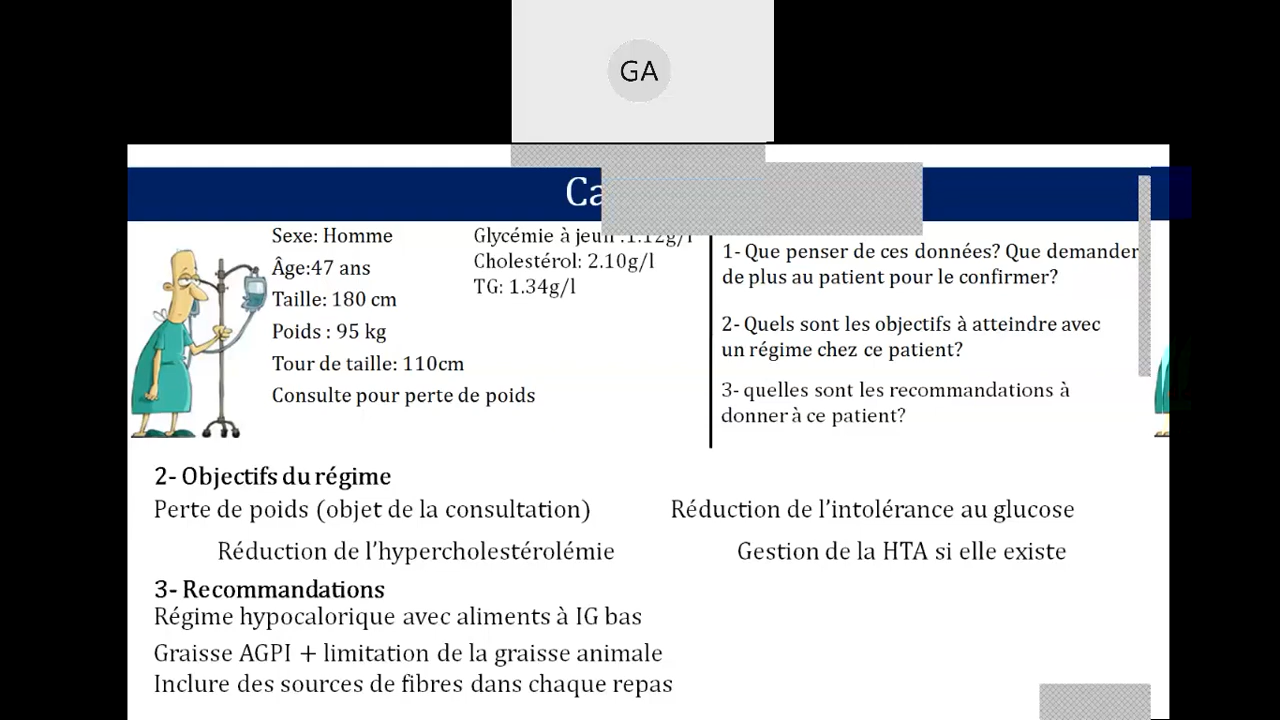 GA
Sexe: Homme
Âge:47 ans
Taille: 180 cm
Poids : 95 kg
Tour de taille: 110cm
Consulte pour perte de poids
Glycémie à jeun :1.12g/l
Cholestérol: 2.10g/l
TG: 1.34g/l
1- Que penser de ces données? Que demander
de plus au patient pour le confirmer?
2- Quels sont les objectifs à atteindre avec
un régime chez ce patient?
3- quelles sont les recommandations à
donner à ce patient?
2- Objectifs du régime
Perte de poids (objet de la consultation)
Réduction de l'intolérance au glucose
Réduction de l'hypercholestérolémie
Gestion de la HTA si elle existe
3- Recommandations
Régime hypocalorique avec aliments à IG bas
Graisse AGPI + limitation de la graisse animale
Inclure des sources de fibres dans chaque repas